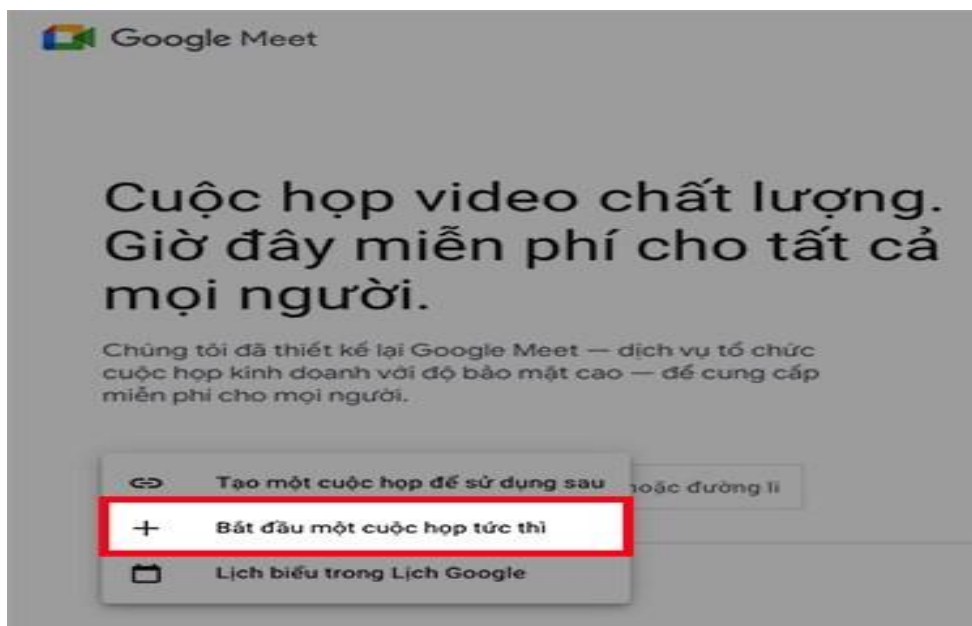 Google Meet
Cuộc họp video chất lượng.
Giờ đây miễn phí cho tất cả
mọi người.
Chúng tôi đã thiết kế lại Google Meet — dịch vụ tổ chức
cuộc họp kinh doanh với độ bảo mật cao — để cung cấp
miễn phí cho mọi người.
Tạo một cuộc họp để sử dụng sau
hoặc đường li
Bắt đầu một cuộc họp tức thì
Lịch biểu trong Lịch Google